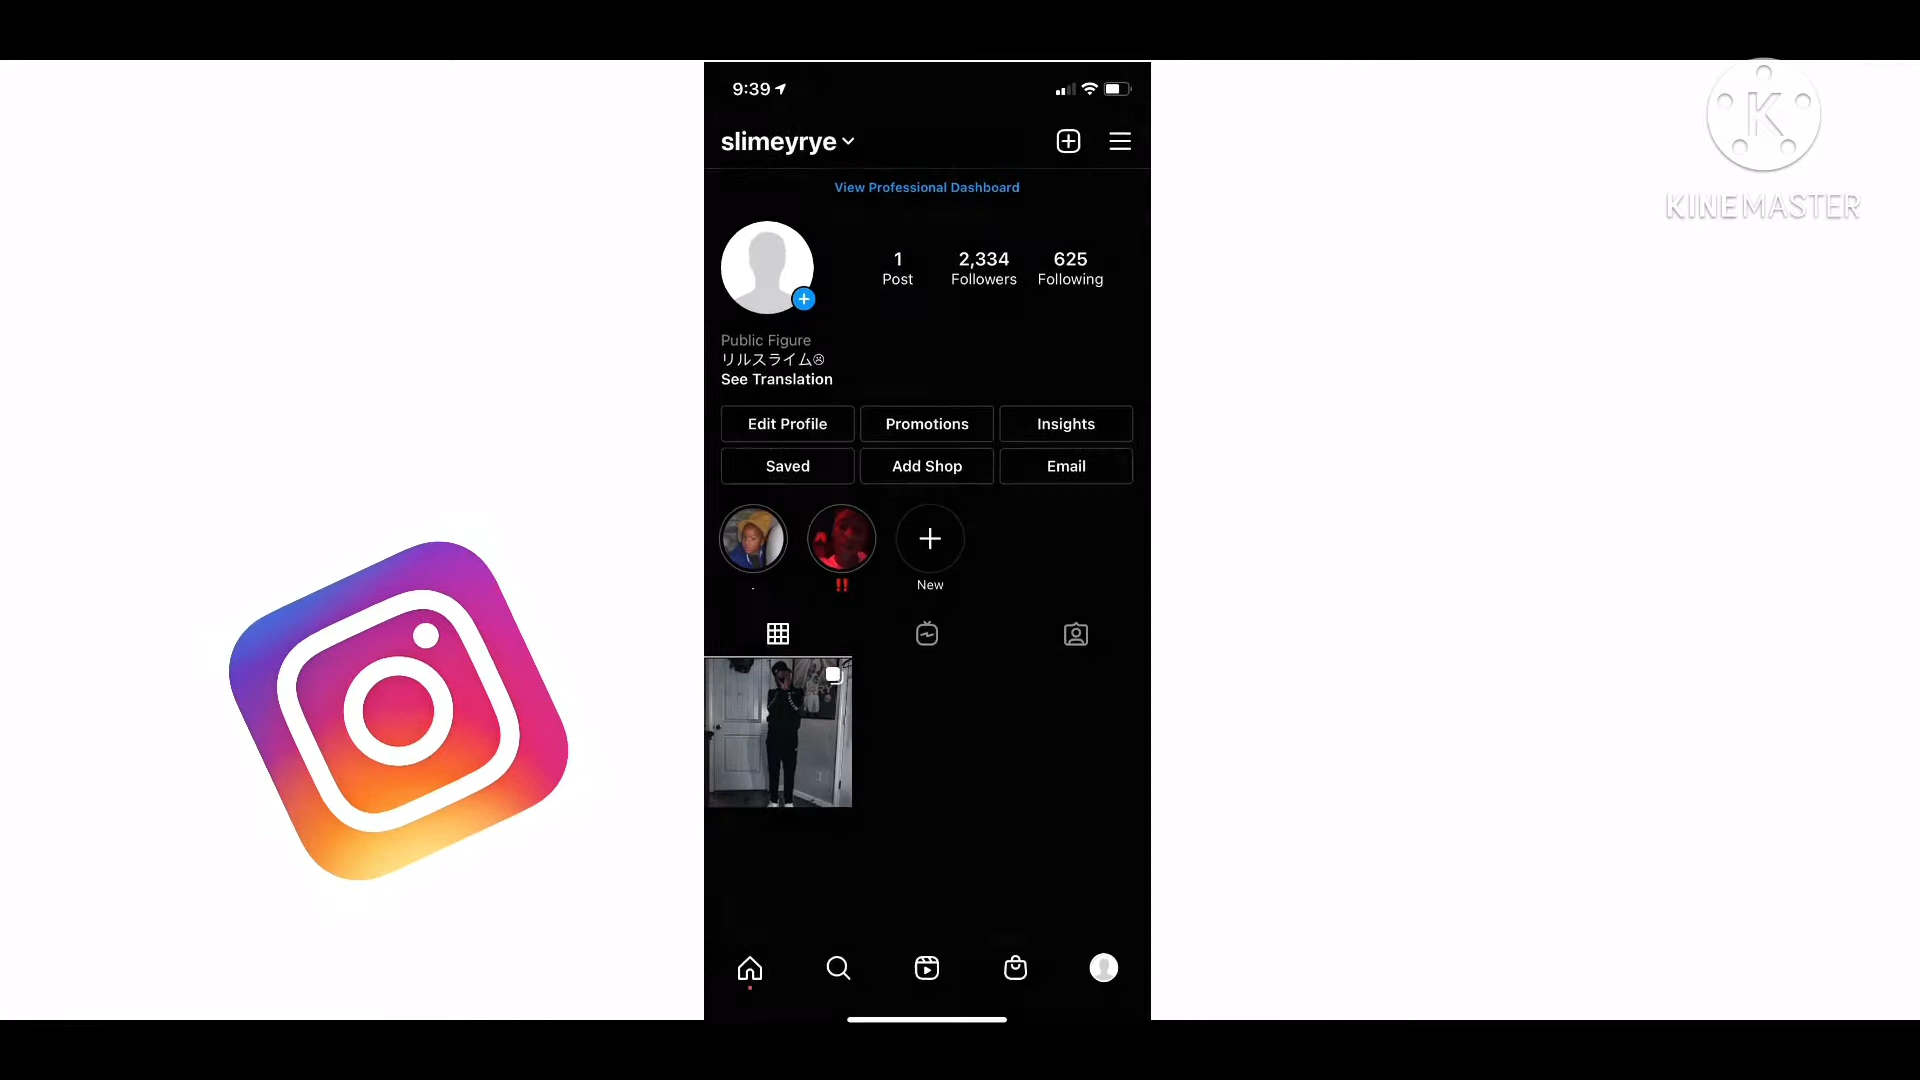 9:39
slimeyrye
View Professional Dashboard
1 2,334 625
Post Followers Following
Public Figure
リルスライム☹
See Translation
Edit Profile Promotions Insights
Saved Add Shop Email
. ‼ New
K
KINEMASTER